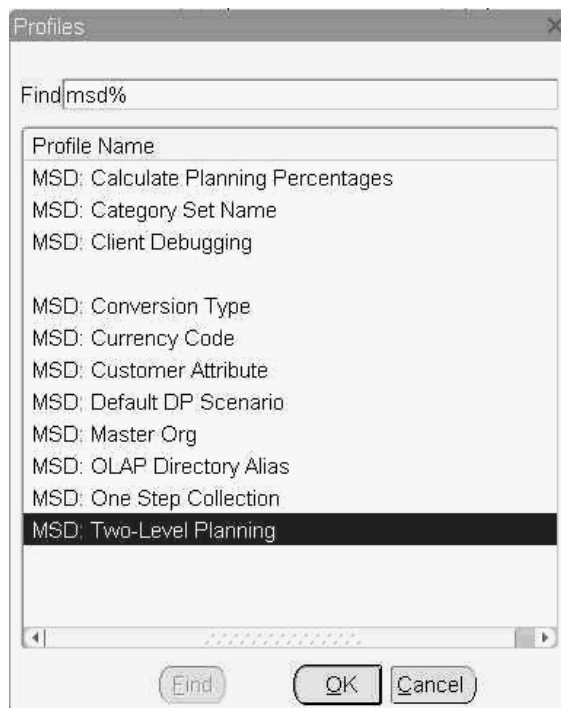 Profiles
Find msd%
Profile Name
MSD: Calculate Planning Percentages
MSD: Category Set Name
MSD: Client Debugging
MSD: Conversion Type
MSD: Currency Code
MSD: Customer Attribute
MSD: Default DP Scenario
MSD: Master Org
MSD: OLAP Directory Alias
MSD: One Step Collection
MSD: Two-Level Planning
Find OK Cancel